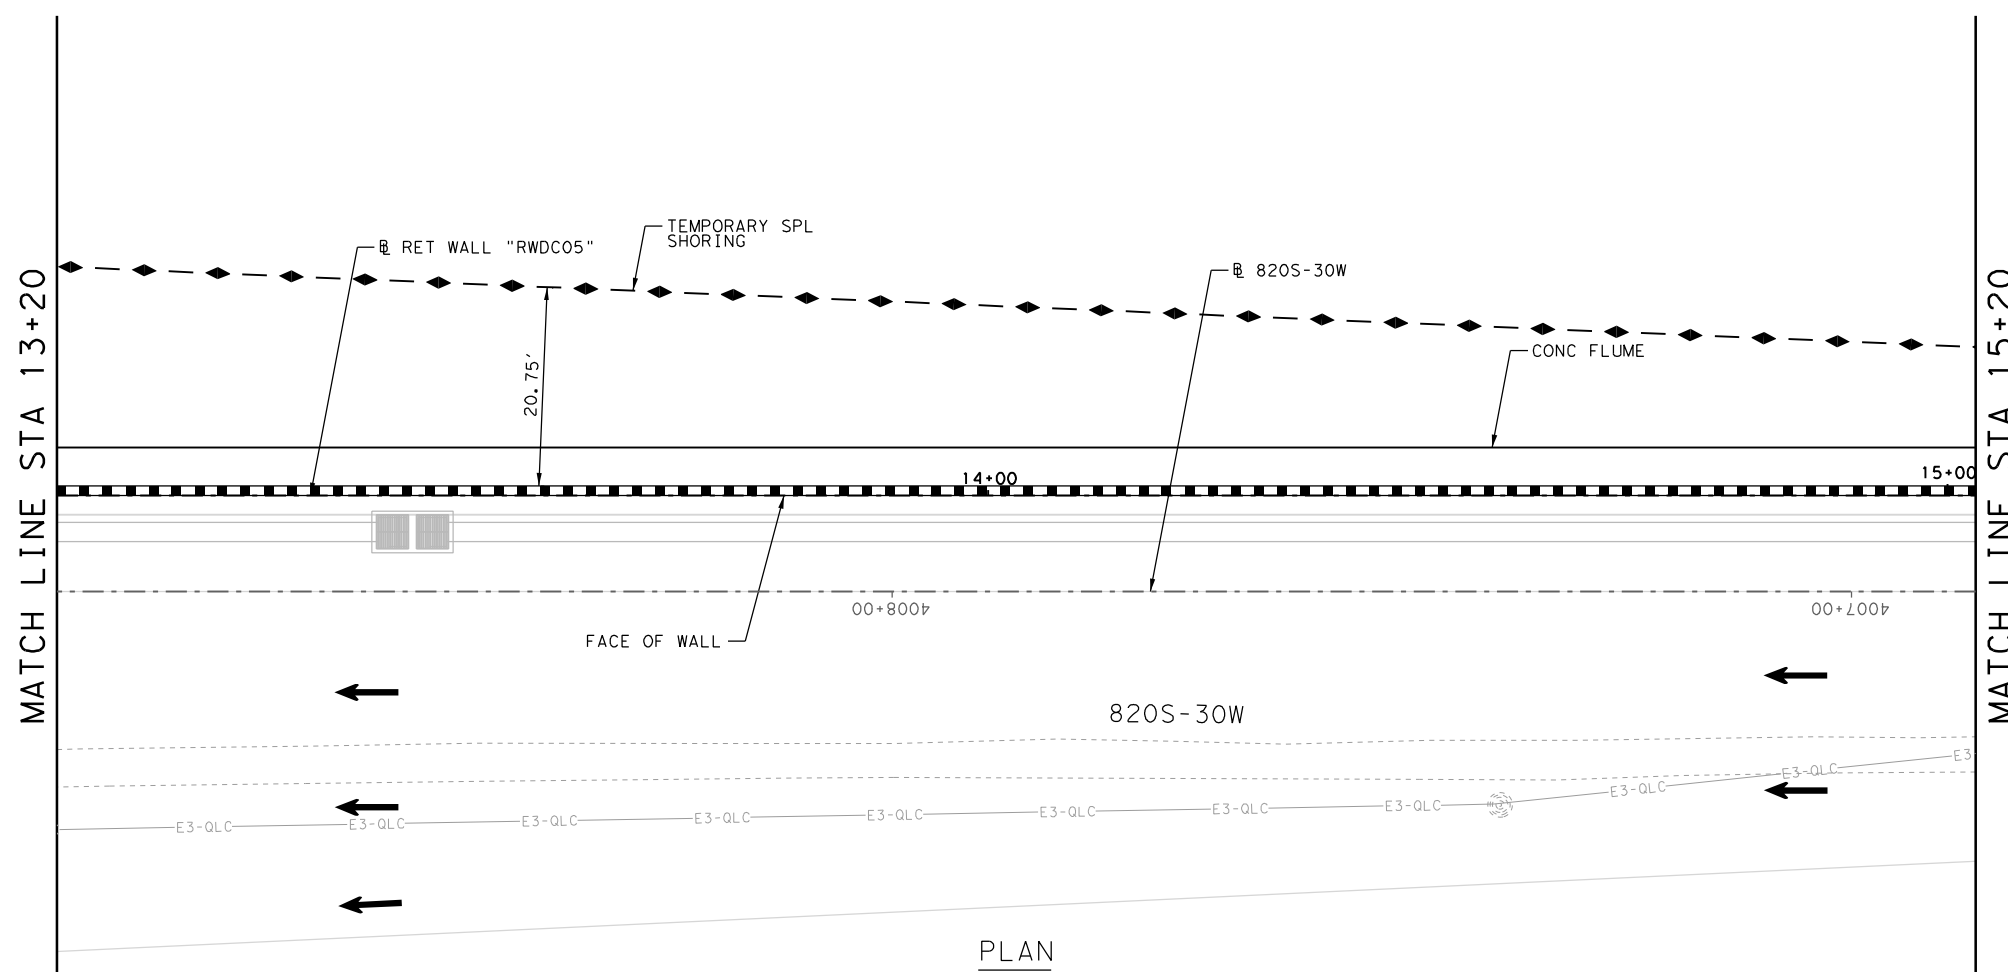 TEMPORARY SPL
SHORING
℄ RET WALL "RWDC05"
℄ 820S-30W
MATCH LINE STA 13+20
MATCH LINE STA 15+20
20.75'
CONC FLUME
14+00
15+00
4008+00
4007+00
FACE OF WALL
820S-30W
E3
E3-QLC
E3-QLC
E3-QLC
E3-QLC
E3-QLC
E3-QLC
E3-QLC
E3-QLC
E3-QLC
E3-QLC
PLAN